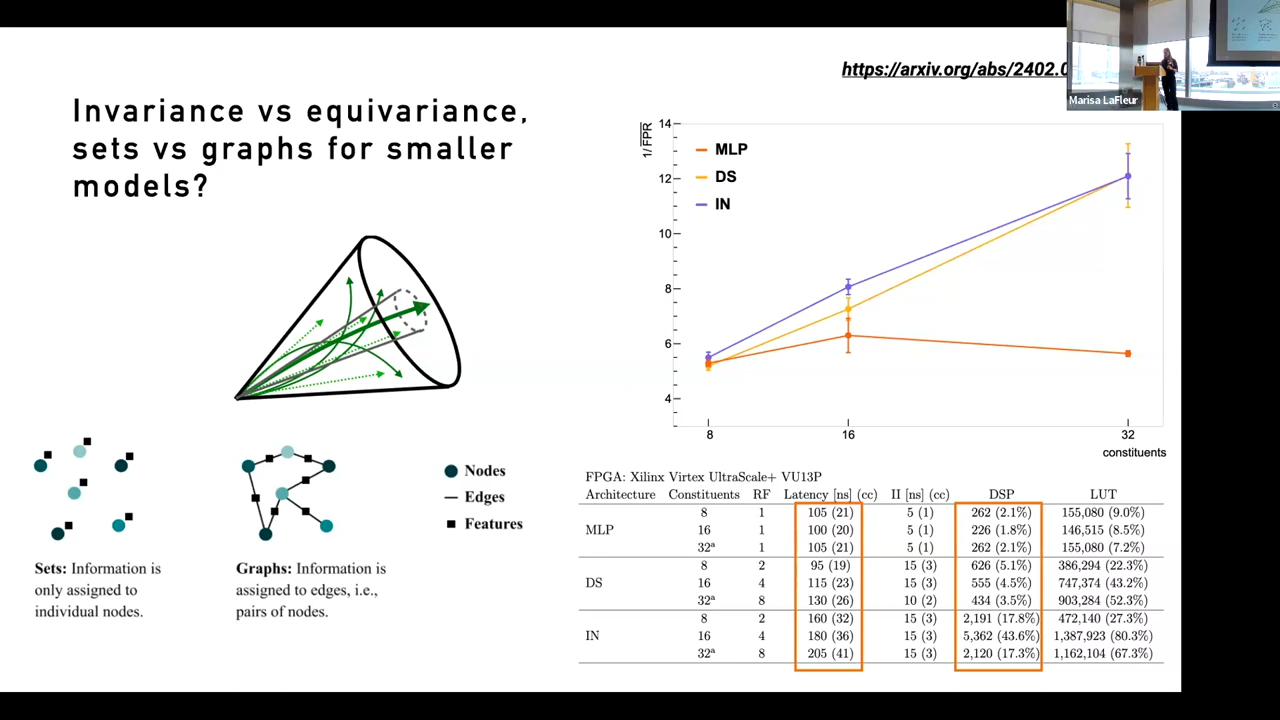 https://arxiv.org/abs/2402.0
Marisa LaFleur
Invariance vs equivariance,
sets vs graphs for smaller
models?
1/FPR
14
12
10
8
6
4
MLP
DS
IN
8
16
32
constituents
Nodes
Edges
Features
Sets: Information is
only assigned to
individual nodes.
Graphs: Information is
assigned to edges, i.e.,
pairs of nodes.
FPGA: Xilinx Virtex UltraScale+ VU13P
Architecture Constituents RF Latency [ns] (cc) II [ns] (cc) DSP LUT
8 1 105 (21) 5 (1) 262 (2.1%) 155,080 (9.0%)
MLP 16 1 100 (20) 5 (1) 226 (1.8%) 146,515 (8.5%)
32ª 1 105 (21) 5 (1) 262 (2.1%) 155,080 (7.2%)
8 2 95 (19) 15 (3) 626 (5.1%) 386,294 (22.3%)
DS 16 4 115 (23) 15 (3) 555 (4.5%) 747,374 (43.2%)
32ª 8 130 (26) 10 (2) 434 (3.5%) 903,284 (52.3%)
8 2 160 (32) 15 (3) 2,191 (17.8%) 472,140 (27.3%)
IN 16 4 180 (36) 15 (3) 5,362 (43.6%) 1,387,923 (80.3%)
32ª 8 205 (41) 15 (3) 2,120 (17.3%) 1,162,104 (67.3%)